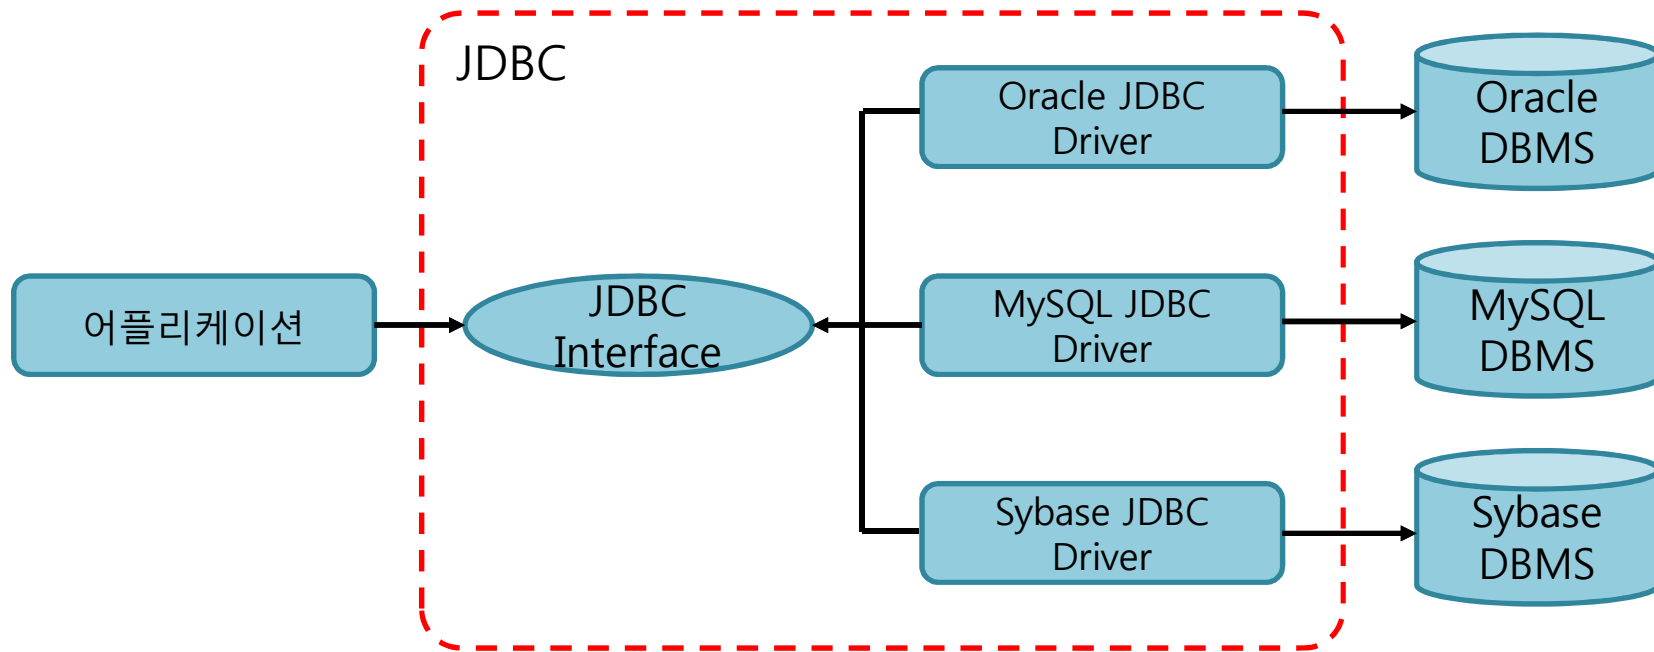 JDBC
어플리케이션
JDBC
Interface
Oracle JDBC
Driver
Oracle
DBMS
MySQL JDBC
Driver
MySQL
DBMS
Sybase JDBC
Driver
Sybase
DBMS